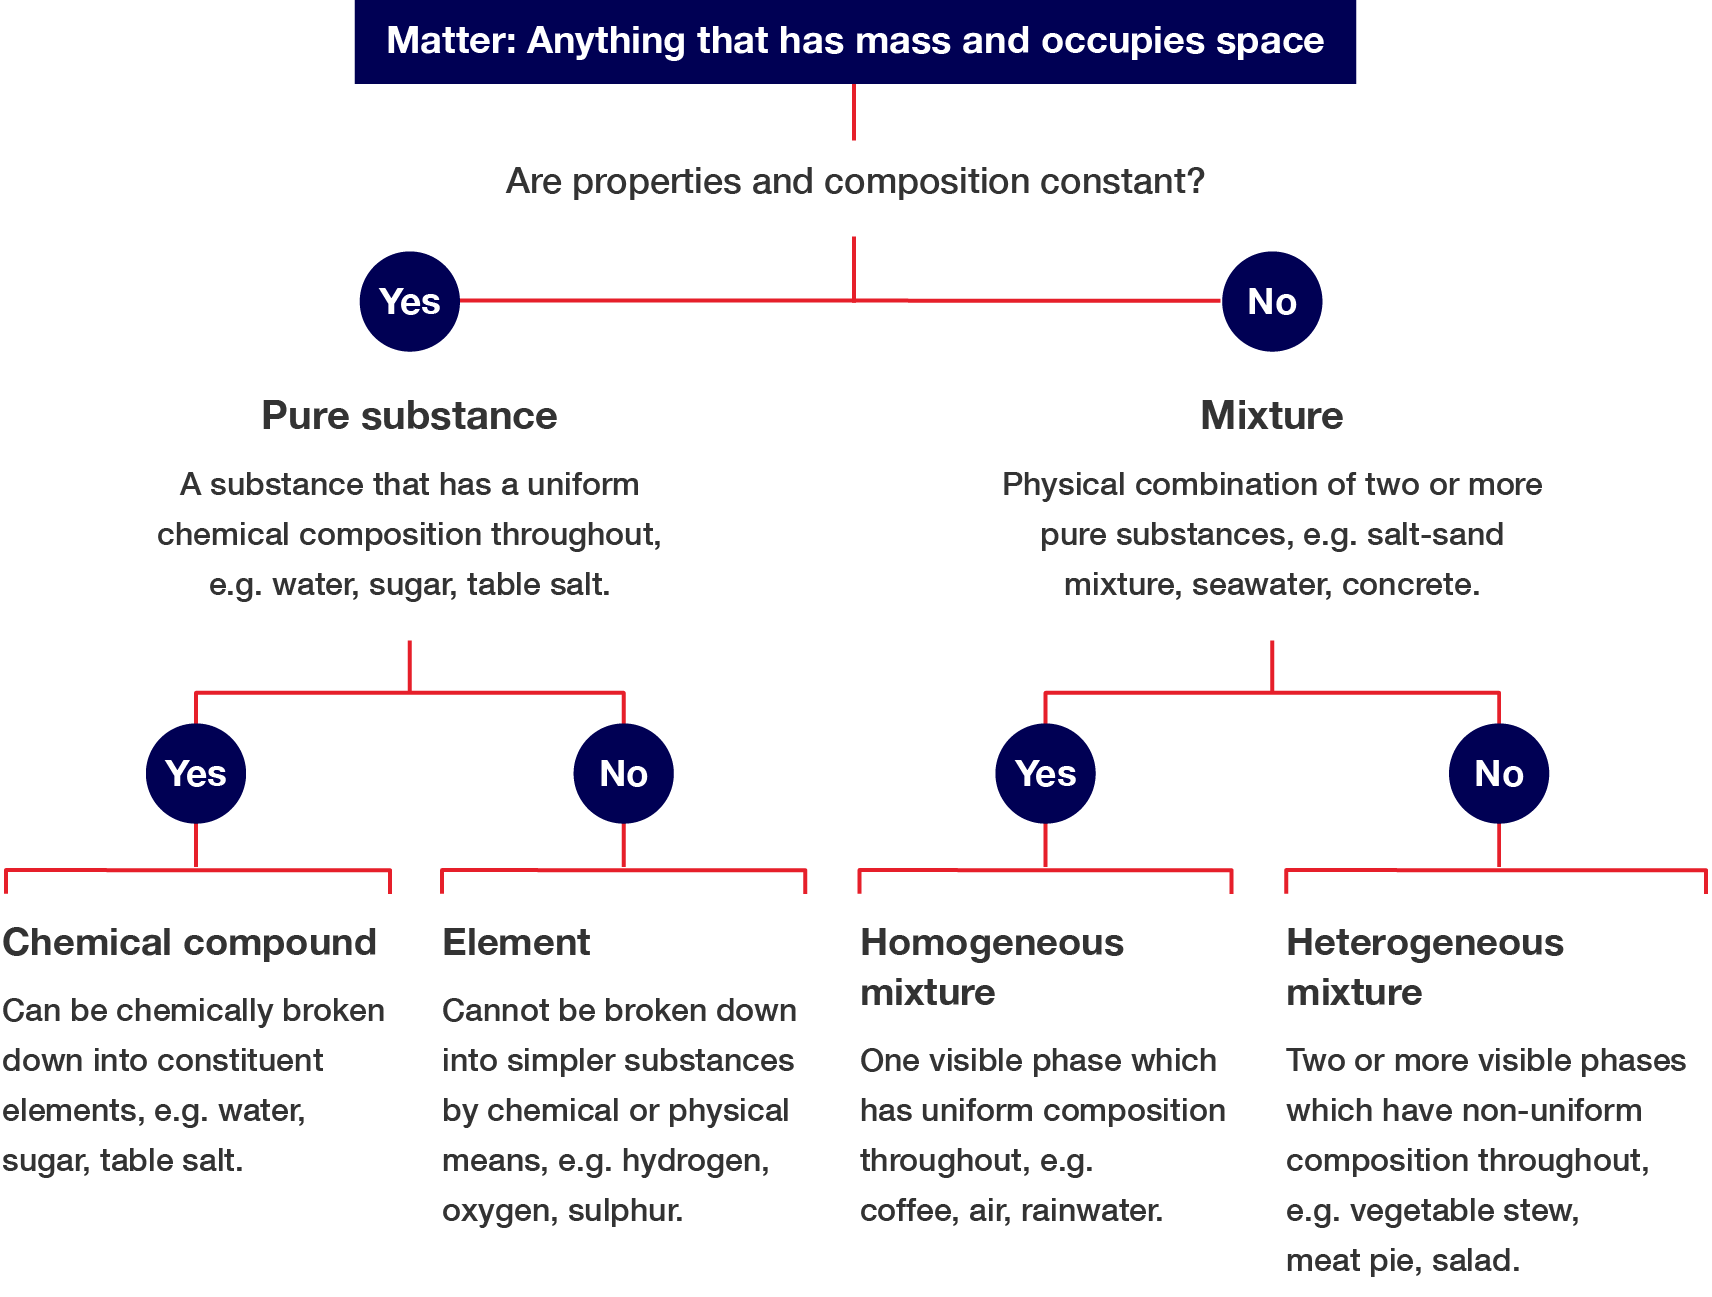 Matter: Anything that has mass and occupies space
Are properties and composition constant?
Yes
No
Pure substance
A substance that has a uniform
chemical composition throughout,
e.g. water, sugar, table salt.
Mixture
Physical combination of two or more
pure substances, e.g. salt-sand
mixture, seawater, concrete.
Yes
No
Yes
No
Chemical compound
Can be chemically broken
down into constituent
elements, e.g. water,
sugar, table salt.
Element
Cannot be broken down
into simpler substances
by chemical or physical
means, e.g. hydrogen,
oxygen, sulphur.
Homogeneous
mixture
One visible phase which
has uniform composition
throughout, e.g.
coffee, air, rainwater.
Heterogeneous
mixture
Two or more visible phases
which have non-uniform
composition throughout,
e.g. vegetable stew,
meat pie, salad.